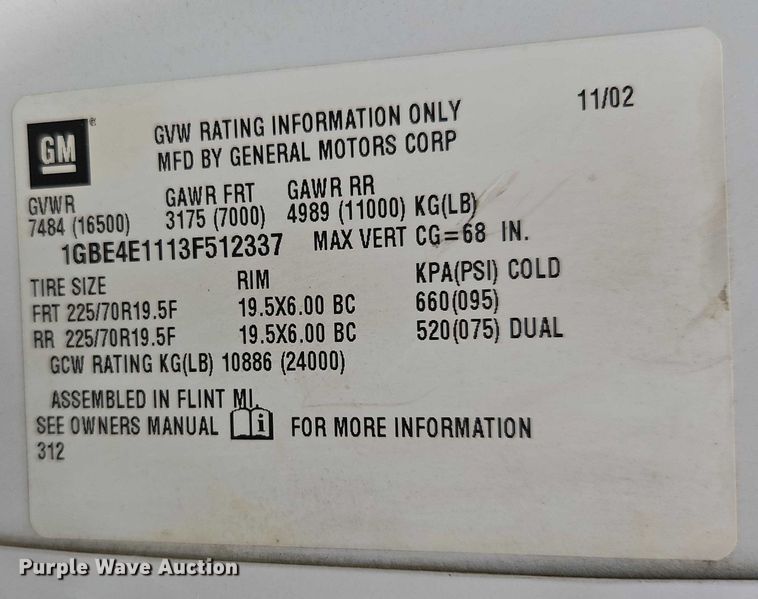 GM ®
GVW RATING INFORMATION ONLY 11/02
MFD BY GENERAL MOTORS CORP
GVWR GAWR FRT GAWR RR
7484 (16500) 3175 (7000) 4989 (11000) KG(LB)
1GBE4E1113F512337 MAX VERT CG=68 IN.
TIRE SIZE RIM KPA(PSI) COLD
FRT 225/70R19.5F 19.5X6.00 BC 660(095)
RR 225/70R19.5F 19.5X6.00 BC 520(075) DUAL
GCW RATING KG(LB) 10886 (24000)
ASSEMBLED IN FLINT MI.
SEE OWNERS MANUAL i FOR MORE INFORMATION
312
Purple Wave Auction